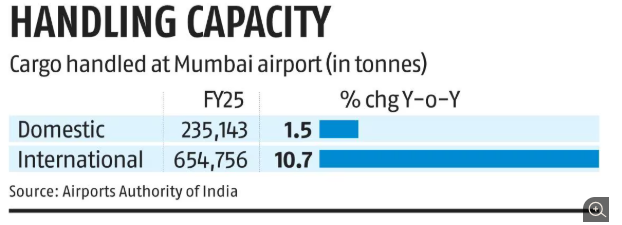 HANDLING CAPACITY
Cargo handled at Mumbai airport (in tonnes)
FY25 % chg Y-o-Y
Domestic 235,143 1.5
International 654,756 10.7
Source: Airports Authority of India